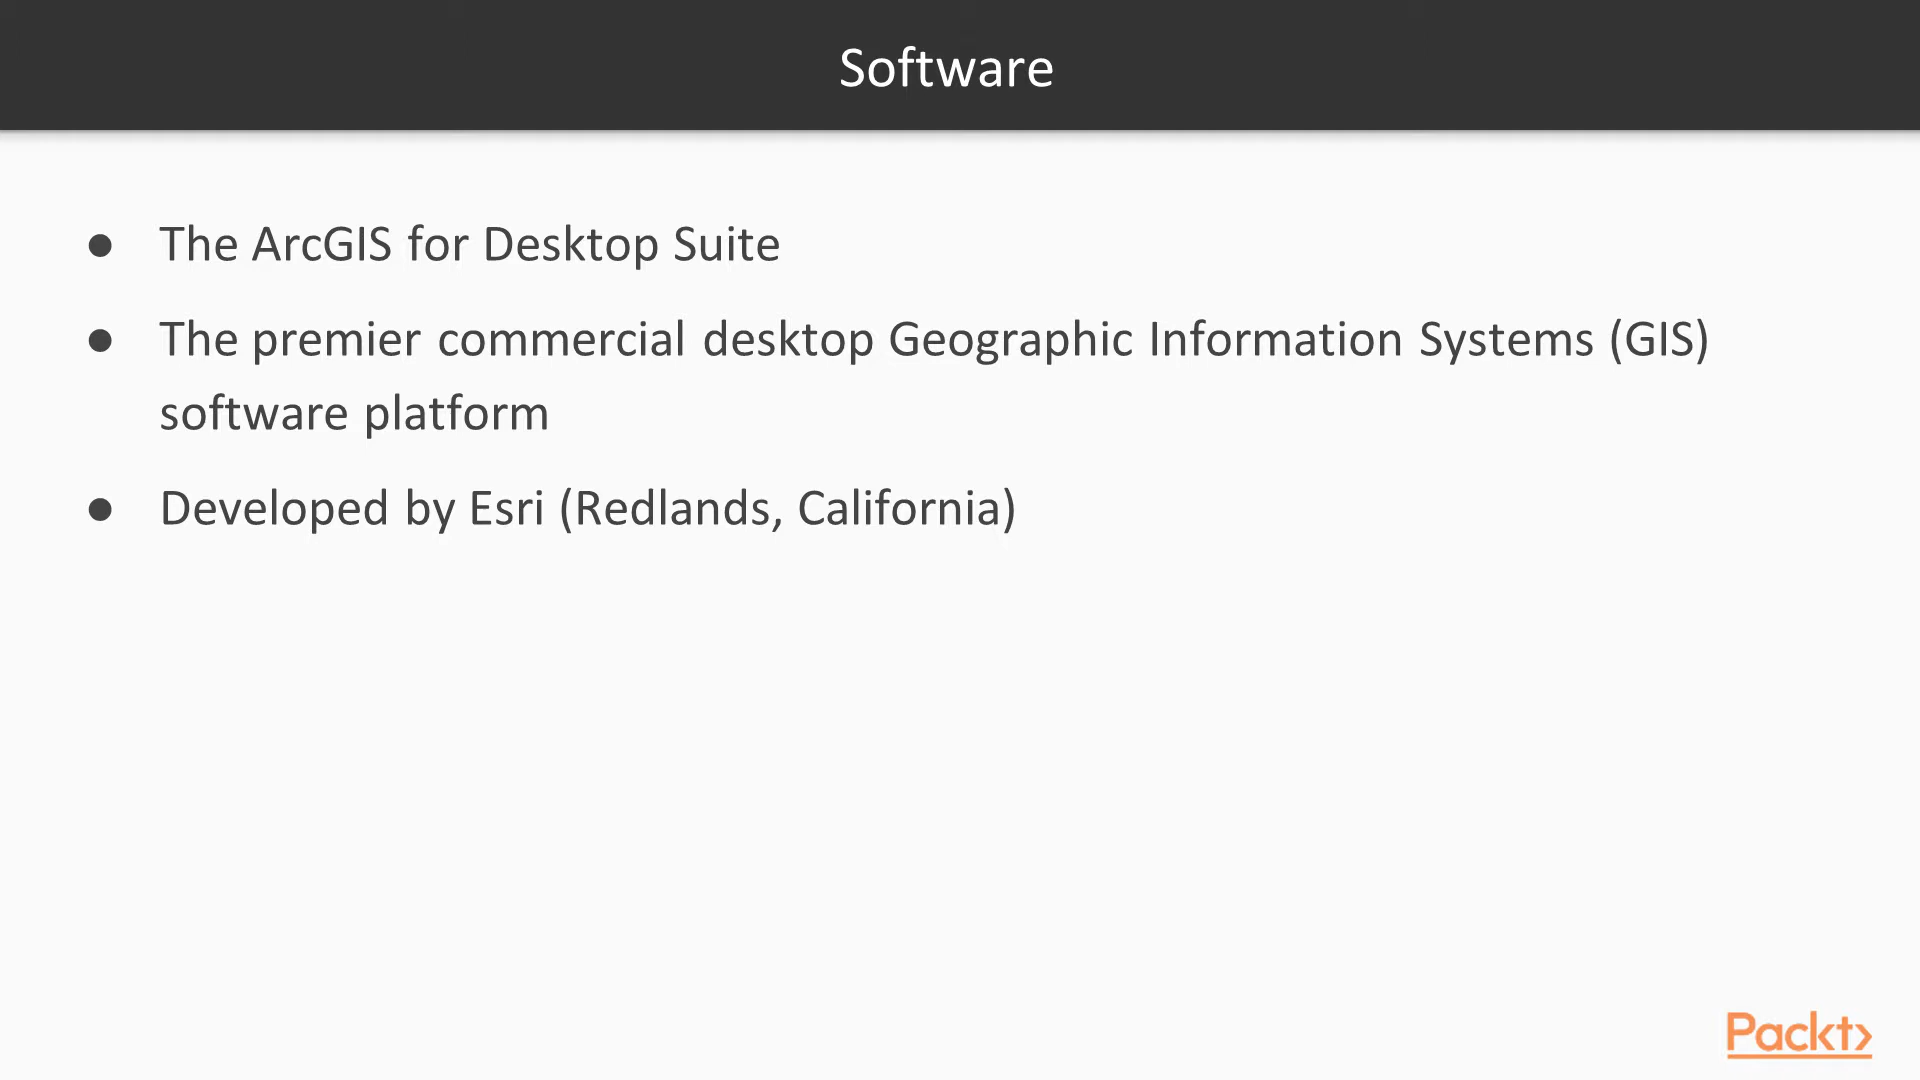 Software
● The ArcGIS for Desktop Suite
● The premier commercial desktop Geographic Information Systems (GIS)
software platform
● Developed by Esri (Redlands, California)
Packt>